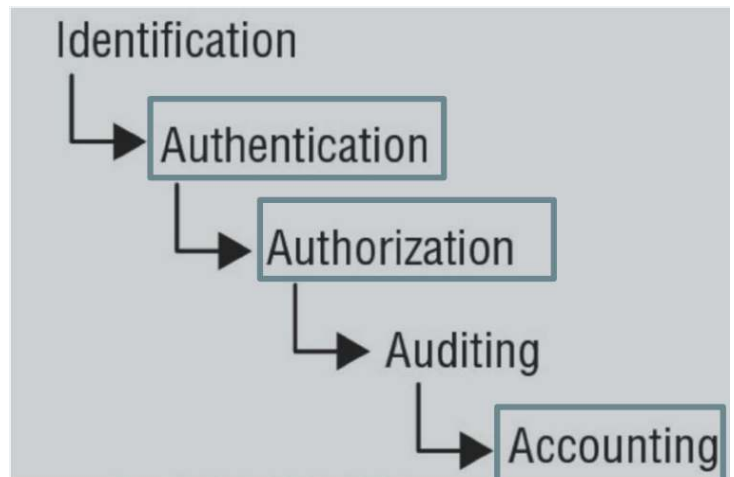 Identification
Authentication
Authorization
Auditing
Accounting